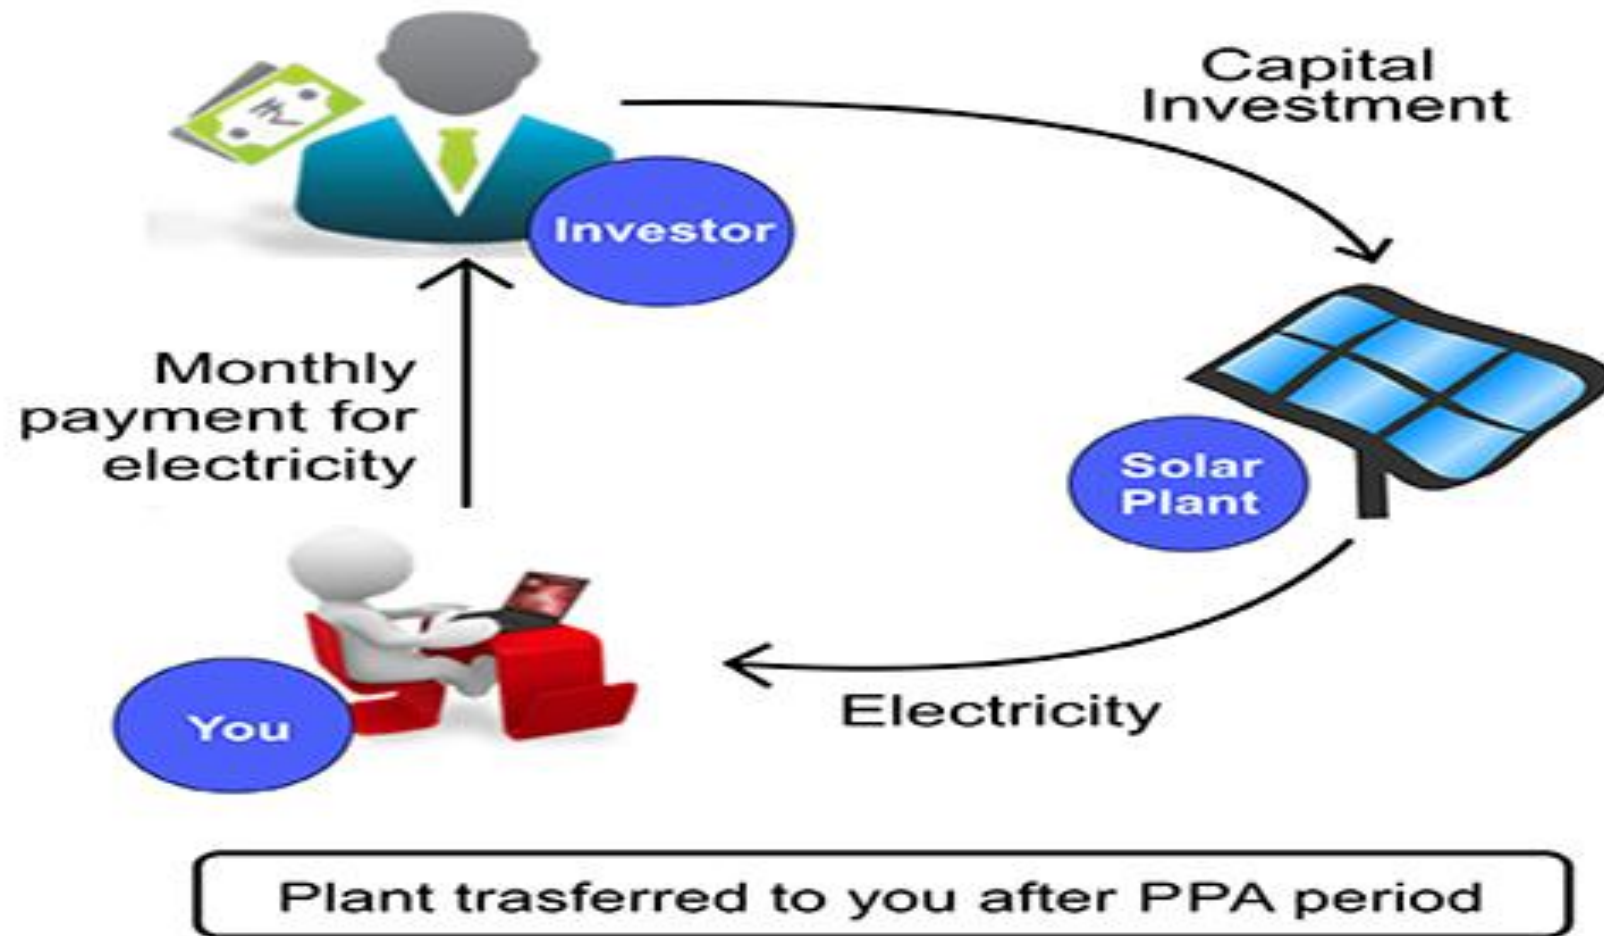 Capital
Investment
Investor
Monthly
payment for
electricity
Solar
Plant
You
Electricity
Plant trasferred to you after PPA period